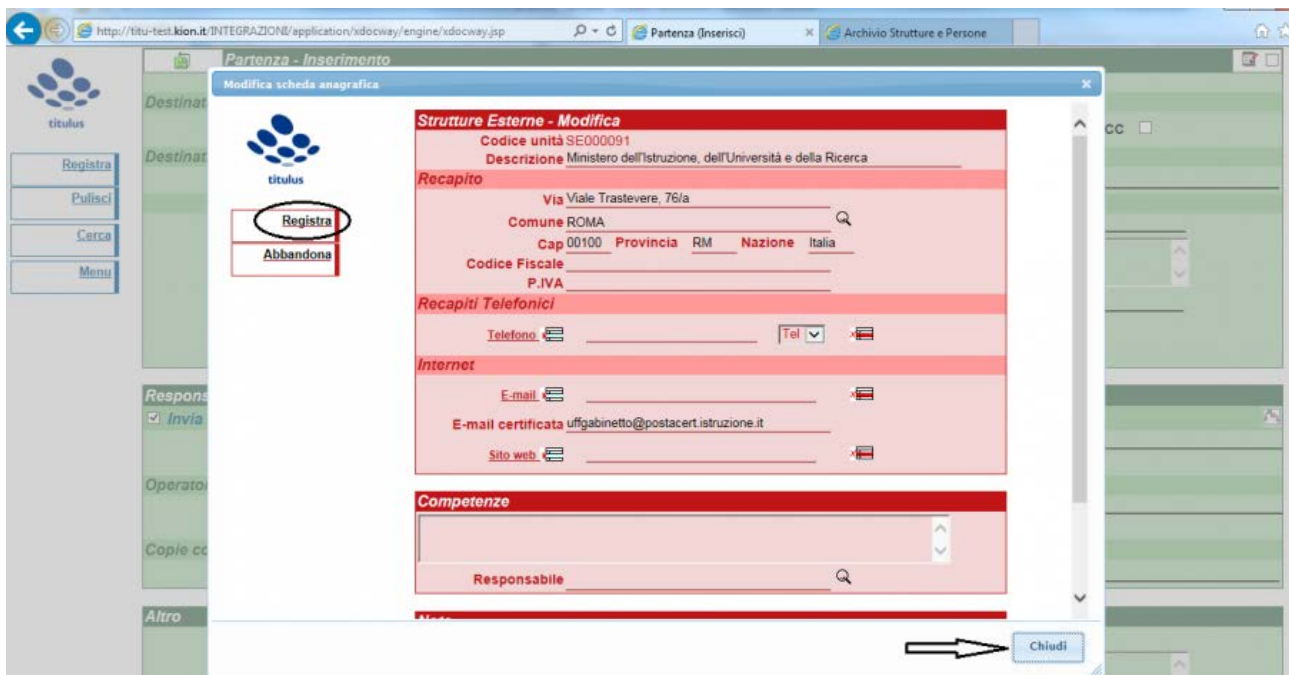 http://titu-test.kion.it/INTEGRAZIONI/application/xdocway/engine/xdocway.jsp
Partenza (Inserisci)
Archivio Strutture e Persone
titulus
Registra
Pulisci
Cerca
Menu
Partenza - Inserimento
Destinat
CC
Destinat
Respons
Invia
Operator
Copie co
Altro
Modifica scheda anagrafica
titulus
Registra
Abbandona
Strutture Esterne - Modifica
Codice unità SE000091
Descrizione Ministero dell'Istruzione, dell'Università e della Ricerca
Recapito
Via Viale Trastevere, 76/a
Comune ROMA
Cap 00100 Provincia RM Nazione Italia
Codice Fiscale
P.IVA
Recapiti Telefonici
Telefono Tel
Internet
E-mail
E-mail certificata uffgabinetto@postacert.istruzione.it
Sito web
Competenze
Responsabile
Note
Chiudi